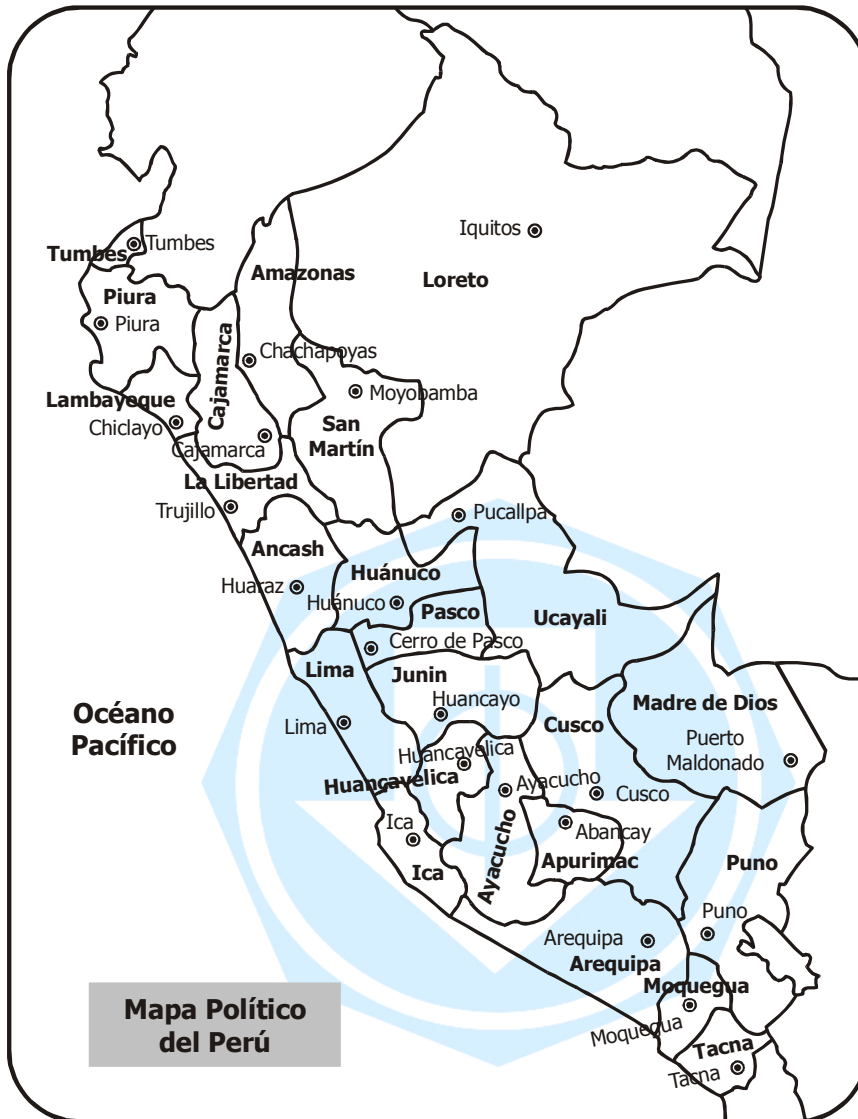 Iquitos
Tumbes
Tumbes
Amazonas
Loreto
Piura
Piura
Cajamarca
Chachapoyas
Moyobamba
Lambayeque
Chiclayo
San
Martín
Cajamarca
La Libertad
Trujillo
Pucallpa
Ancash
Huánuco
Huaraz
Huánuco
Pasco
Ucayali
Cerro de Pasco
Lima
Junin
Madre de Dios
Huancayo
Océano
Pacífico
Lima
Cusco
Puerto
Maldonado
Huancavelica
Huancavelica
Ayacucho
Cusco
Ica
Abancay
Ayacucho
Apurimac
Ica
Puno
Puno
Arequipa
Arequipa
Moquegua
Mapa Político
del Perú
Moquegua
Tacna
Tacna